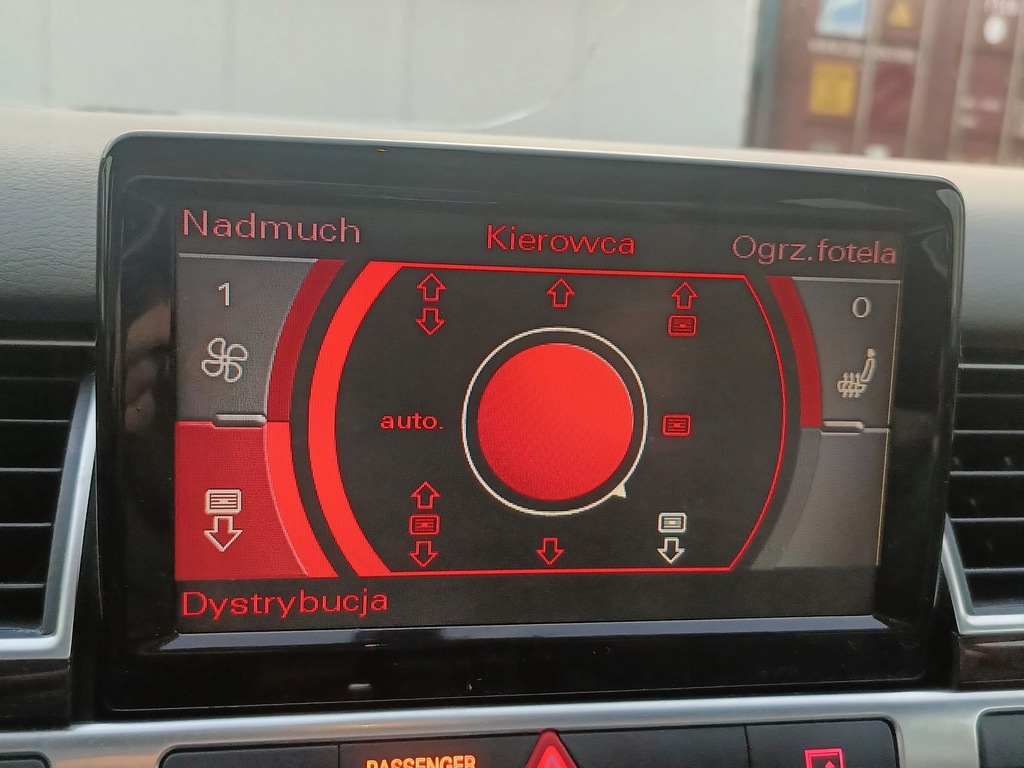 Nadmuch
Kierowca
Ogrz.fotela
1
0
auto.
Dystrybucja
PASSENGER